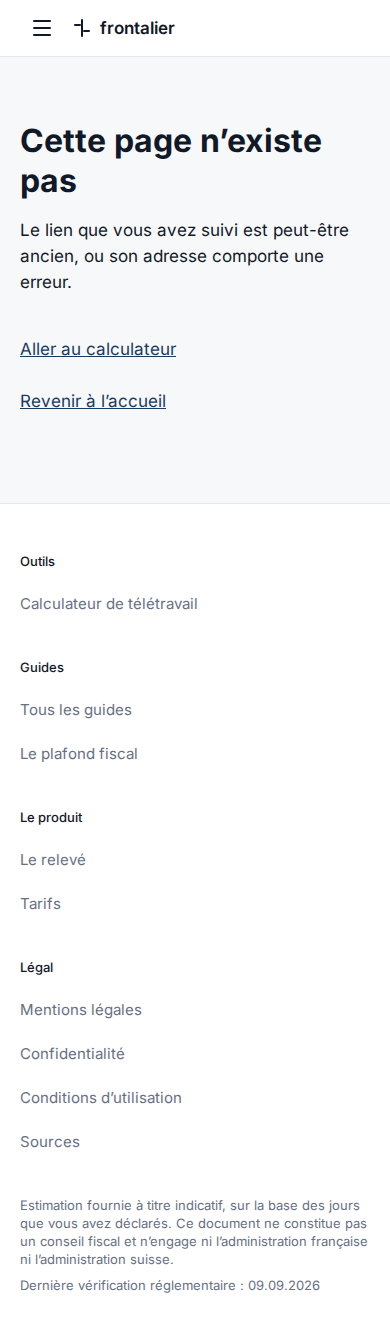 frontalier
Cette page n’existe
pas
Le lien que vous avez suivi est peut-être
ancien, ou son adresse comporte une
erreur.
Aller au calculateur
Revenir à l’accueil
Outils
Calculateur de télétravail
Guides
Tous les guides
Le plafond fiscal
Le produit
Le relevé
Tarifs
Légal
Mentions légales
Confidentialité
Conditions d’utilisation
Sources
Estimation fournie à titre indicatif, sur la base des jours
que vous avez déclarés. Ce document ne constitue pas
un conseil fiscal et n’engage ni l’administration française
ni l’administration suisse.
Dernière vérification réglementaire : 09.09.2026